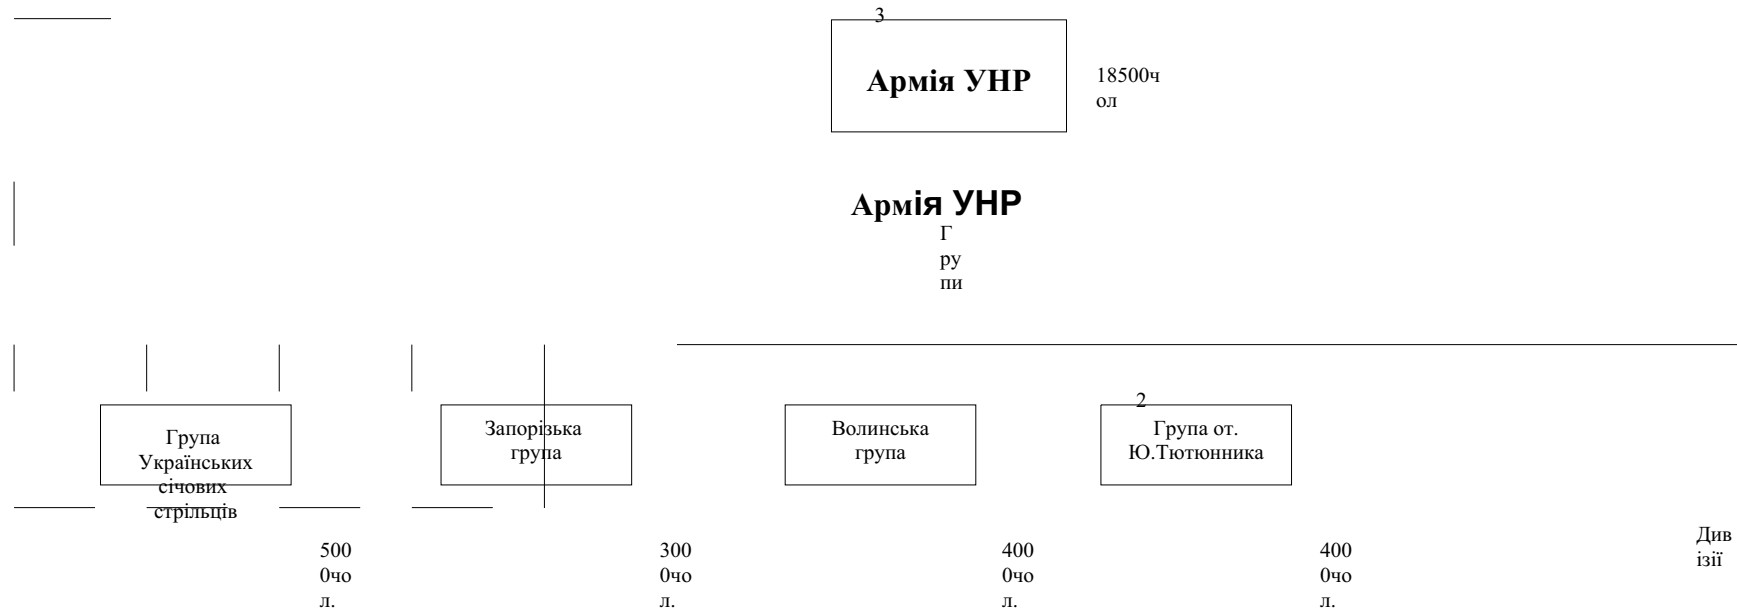 3
Армія УНР
18500ч
ол
Армія УНР
Г
ру
пи
Група
Українських
січових
стрільців
Запорізька
група
Волинська
група
2
Група от.
Ю.Тютюнника
500
0чо
л.
300
0чо
л.
400
0чо
л.
400
0чо
л.
Див
ізії